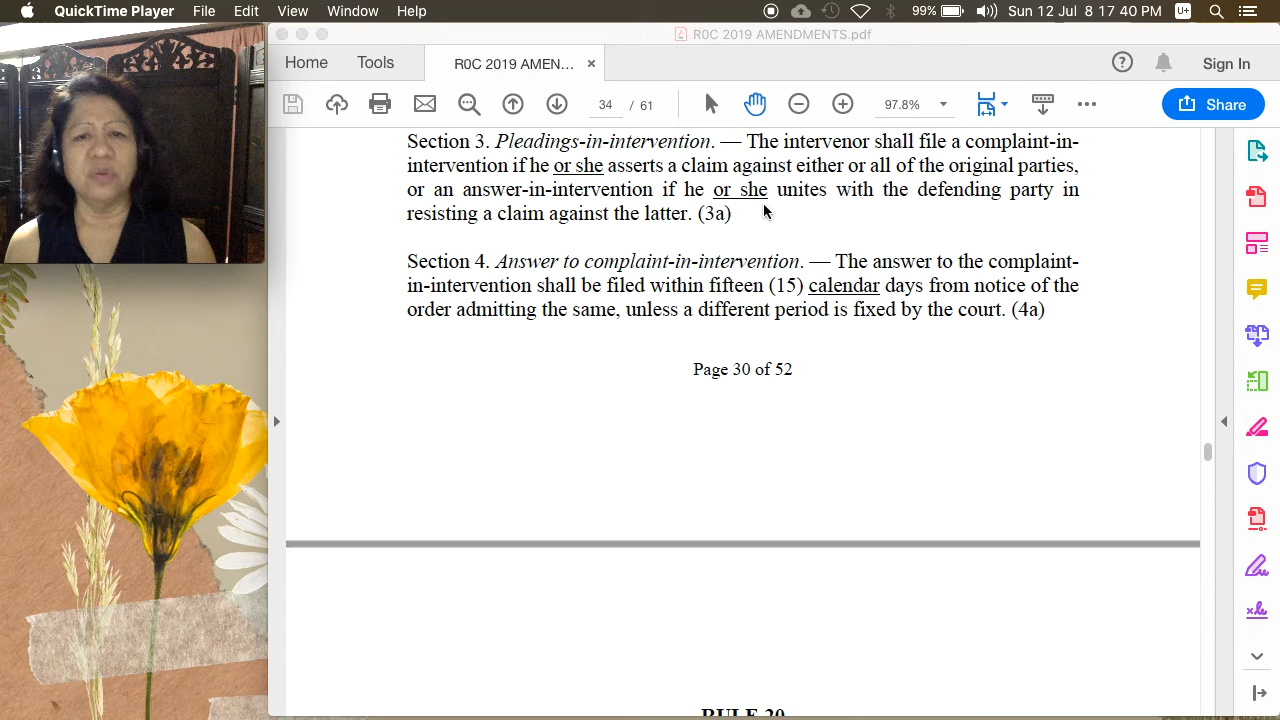 QuickTime Player File Edit View Window Help 99% Sun 12 Jul 8 17 40 PM U+
R0C 2019 AMENDMENTS.pdf
Home Tools R0C 2019 AMEN... × Sign In
34 / 61 97.8% Share
Section 3. Pleadings-in-intervention. — The intervenor shall file a complaint-in-
intervention if he or she asserts a claim against either or all of the original parties,
or an answer-in-intervention if he or she unites with the defending party in
resisting a claim against the latter. (3a)
Section 4. Answer to complaint-in-intervention. — The answer to the complaint-
in-intervention shall be filed within fifteen (15) calendar days from notice of the
order admitting the same, unless a different period is fixed by the court. (4a)
Page 30 of 52
RULE 20